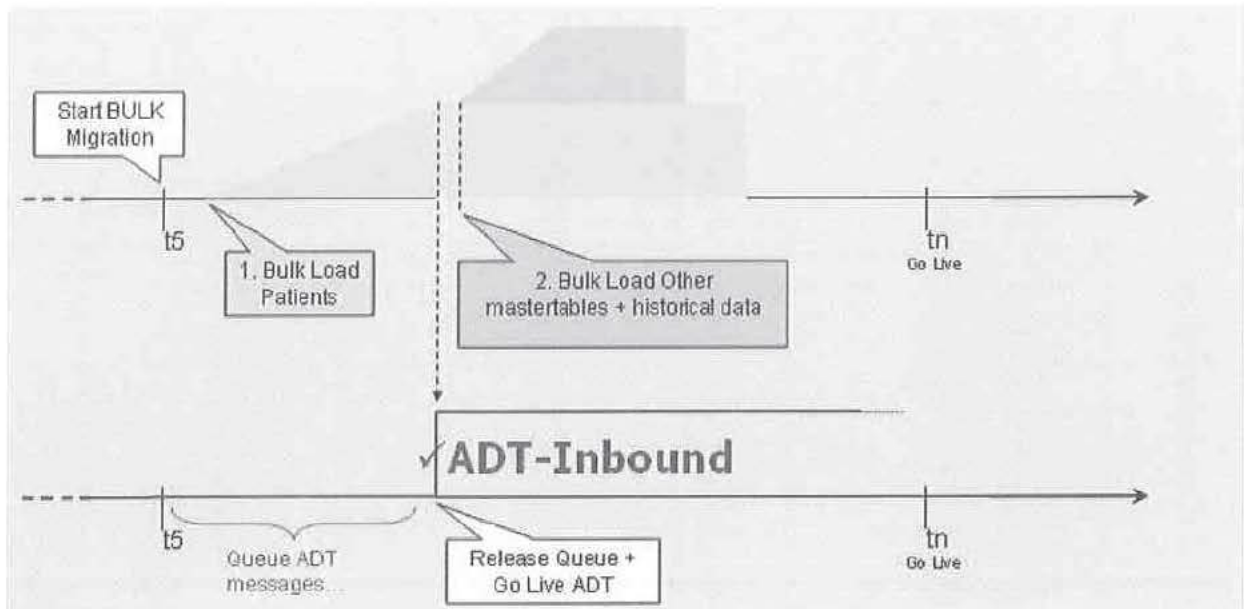 Start BULK
Migration
t5
1. Bulk Load
Patients
2. Bulk Load Other
mastertables + historical data
tn
Go Live
✓ADT-Inbound
t5
Queue ADT
messages...
Release Queue +
Go Live ADT
tn
Go Live